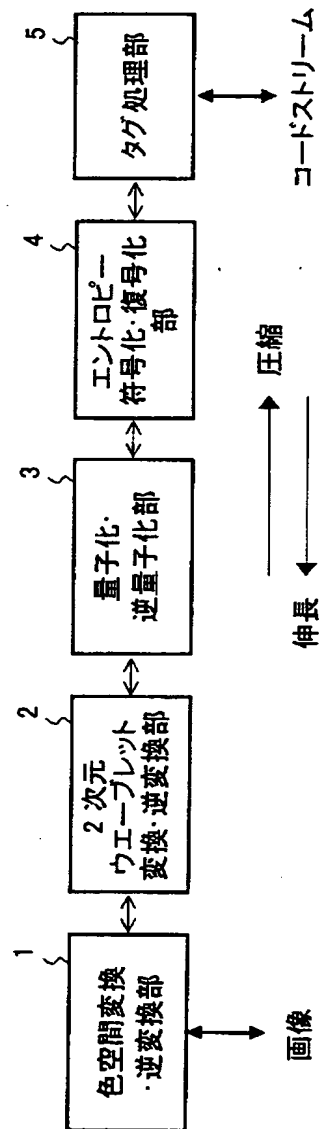 1
色空間変換
・逆変換部
画像
2
2次元
ウエーブレット
変換・逆変換部
3
量子化・
逆量子化部
4
エントロピー
符号化・復号化
部
5
タグ処理部
コードストリーム
圧縮
伸長